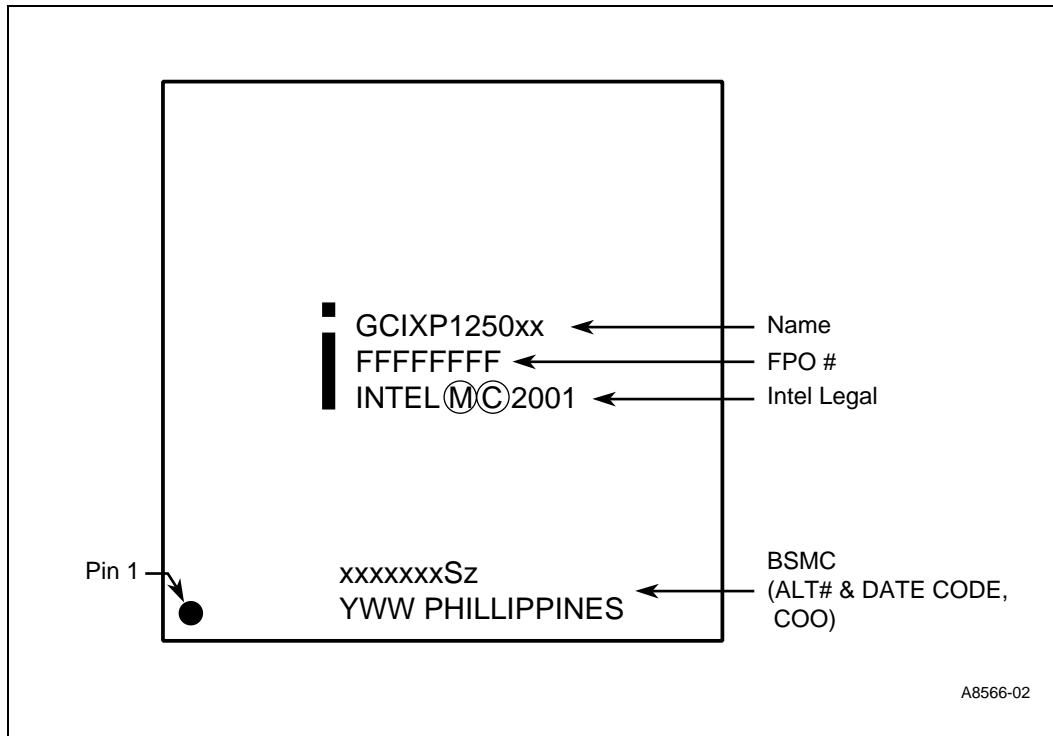 GCIXP1250xx
FFFFFFFF
INTEL Ⓜ Ⓒ 2001
Name
FPO #
Intel Legal
Pin 1
xxxxxxxSz
YWW PHILLIPPINES
BSMC
(ALT# & DATE CODE,
COO)
A8566-02